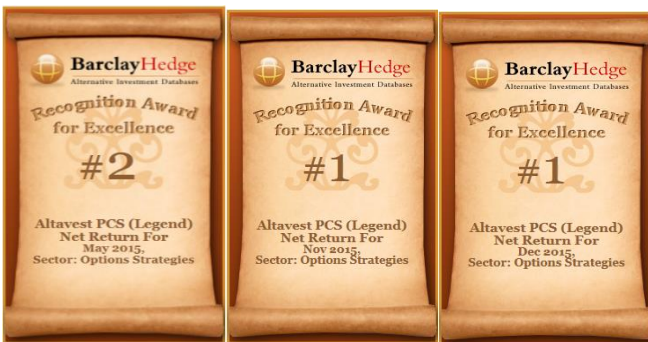 BarclayHedge
Alternative Investment Databases
Recognition Award
for Excellence
#2
Altavest PCS (Legend)
Net Return For
May 2015,
Sector: Options Strategies
BarclayHedge
Alternative Investment Databases
Recognition Award
for Excellence
#1
Altavest PCS (Legend)
Net Return For
Nov 2015,
Sector: Options Strategies
BarclayHedge
Alternative Investment Databases
Recognition Award
for Excellence
#1
Altavest PCS (Legend)
Net Return For
Dec 2015,
Sector: Options Strategies